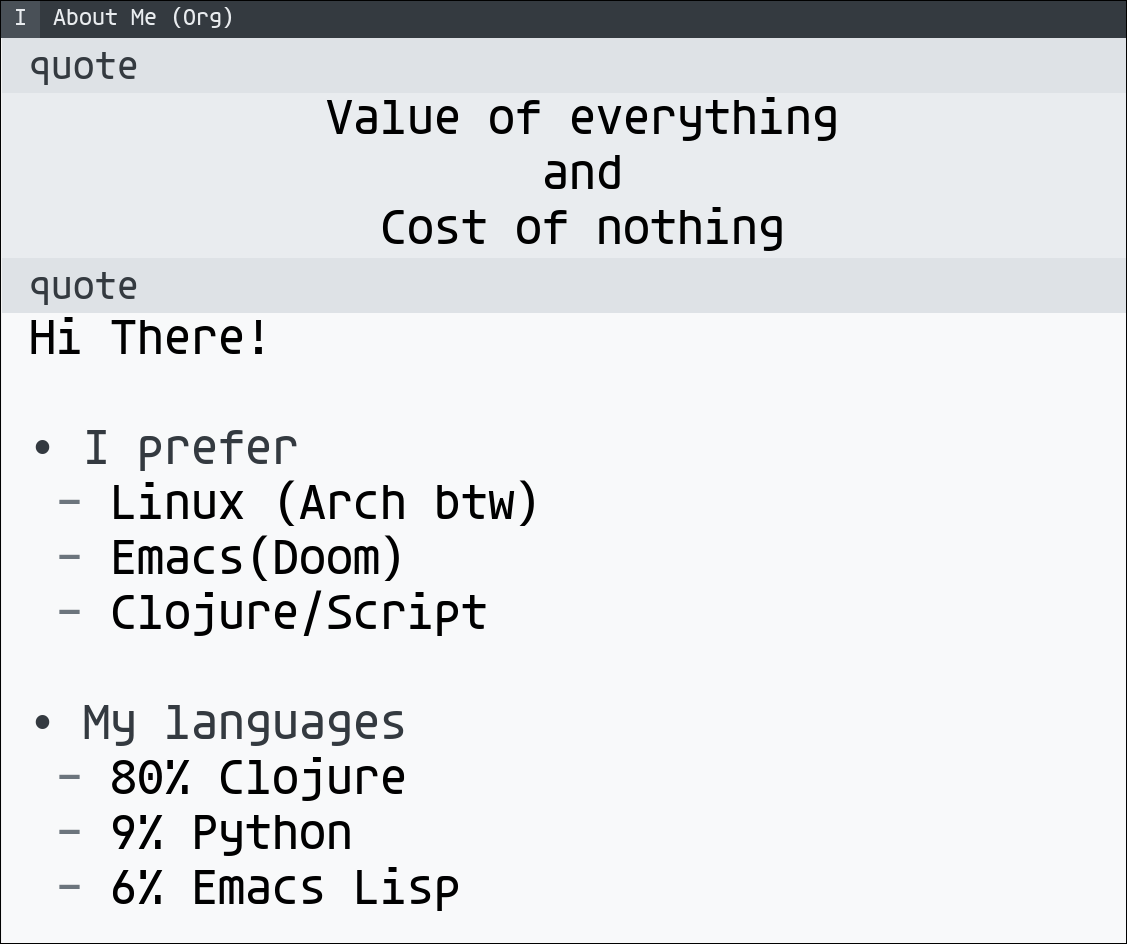 I About Me (Org)
quote
Value of everything
and
Cost of nothing
quote
Hi There!
• I prefer
– Linux (Arch btw)
– Emacs(Doom)
– Clojure/Script
• My languages
– 80% Clojure
– 9% Python
– 6% Emacs Lisp